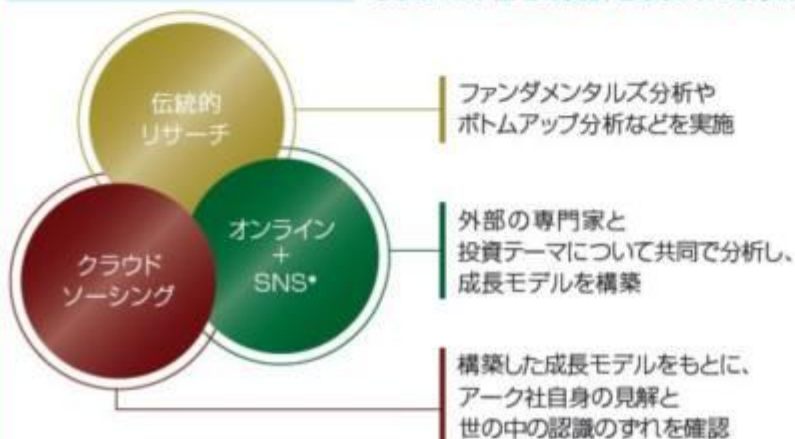 伝統的
リサーチ
ファンダメンタルズ分析や
ボトムアップ分析などを実施
オンライン
+
SNS*
外部の専門家と
投資テーマについて共同で分析し、
成長モデルを構築
クラウド
ソーシング
構築した成長モデルをもとに、
アーク社自身の見解と
世の中の認識のずれを確認